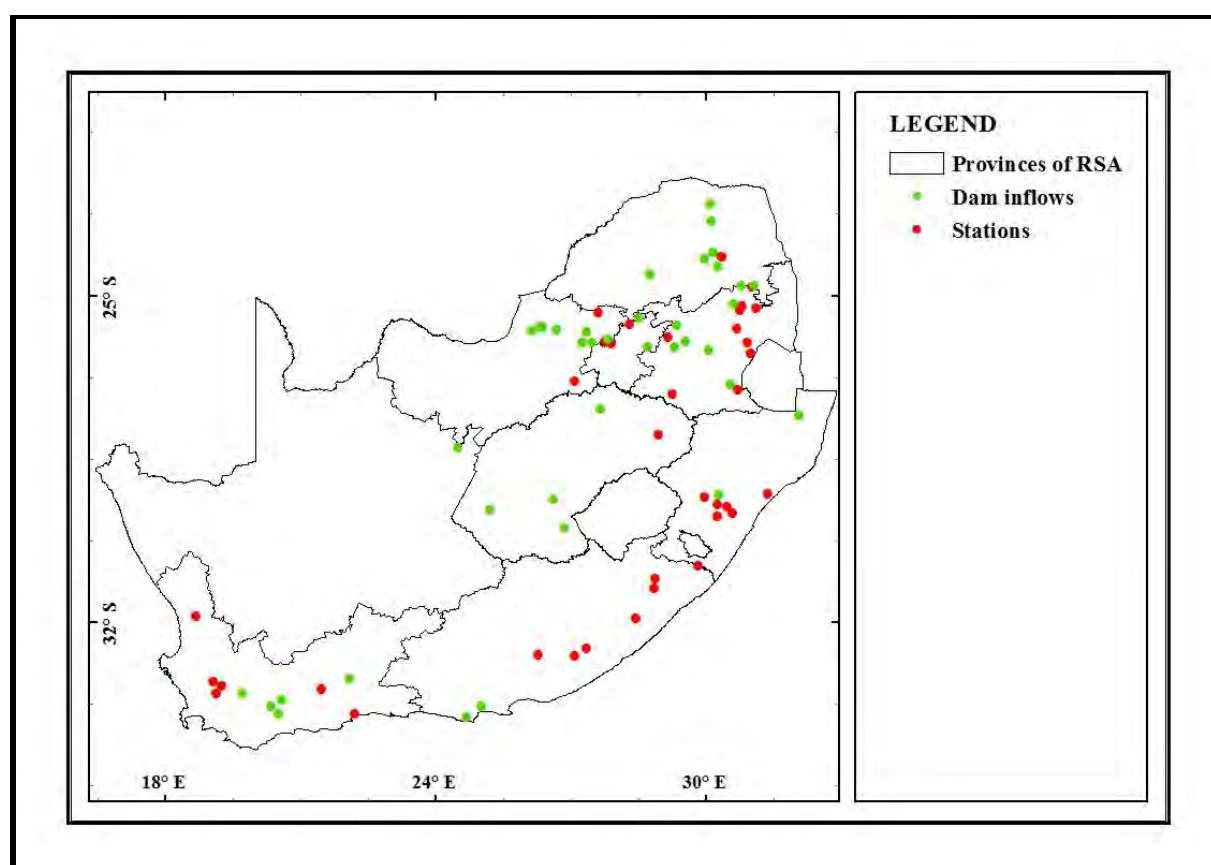 LEGEND
Provinces of RSA
Dam inflows
Stations
25° S
32° S
18° E
24° E
30° E